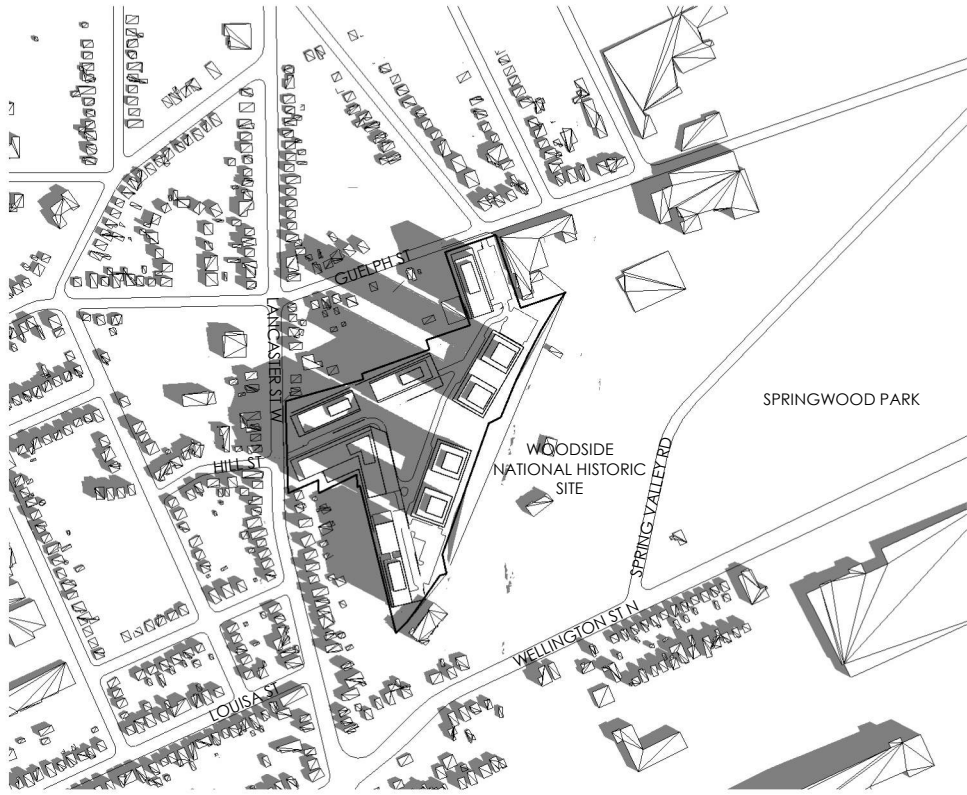 GUELPH ST
LANCASTER ST W
SPRINGWOOD PARK
WOODSIDE
NATIONAL HISTORIC
SITE
HILL ST
SPRING VALLEY RD
WELLINGTON ST N
LOUISA ST